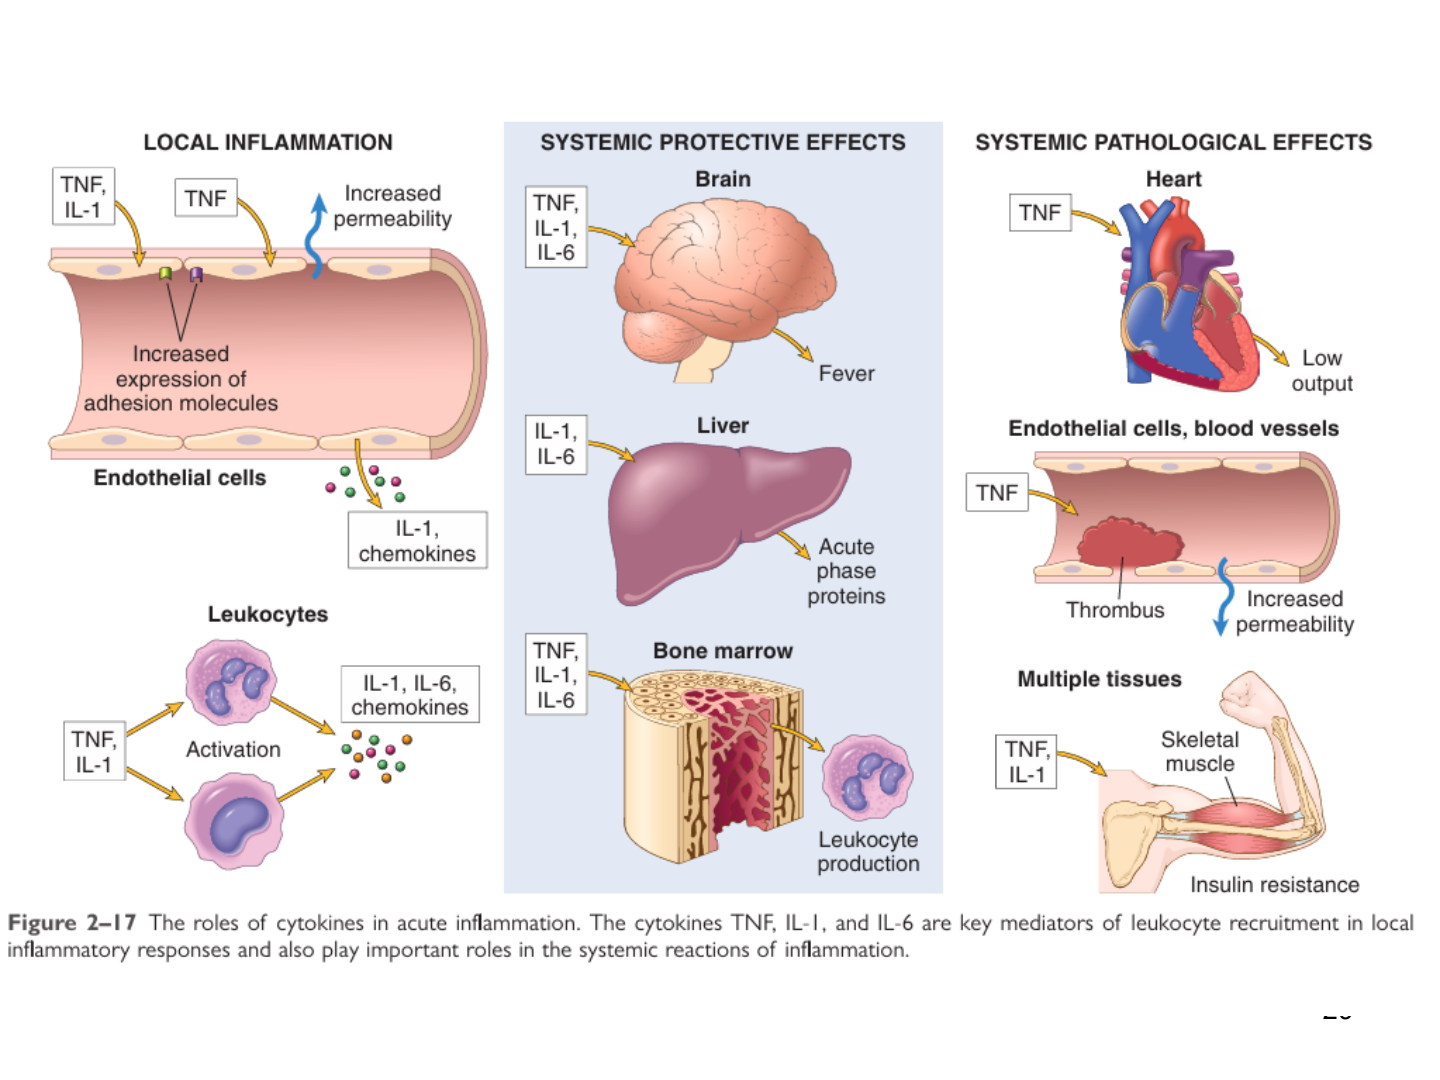 LOCAL INFLAMMATION
TNF,
IL-1
TNF
Increased
permeability
Increased
expression of
adhesion molecules
Endothelial cells
IL-1,
chemokines
Leukocytes
TNF,
IL-1
Activation
IL-1, IL-6,
chemokines
SYSTEMIC PROTECTIVE EFFECTS
Brain
TNF,
IL-1,
IL-6
Fever
Liver
IL-1,
IL-6
Acute
phase
proteins
Bone marrow
TNF,
IL-1,
IL-6
Leukocyte
production
SYSTEMIC PATHOLOGICAL EFFECTS
Heart
TNF
Low
output
Endothelial cells, blood vessels
TNF
Thrombus
Increased
permeability
Multiple tissues
TNF,
IL-1
Skeletal
muscle
Insulin resistance
Figure 2–17 The roles of cytokines in acute inflammation. The cytokines TNF, IL-1, and IL-6 are key mediators of leukocyte recruitment in local
inflammatory responses and also play important roles in the systemic reactions of inflammation.